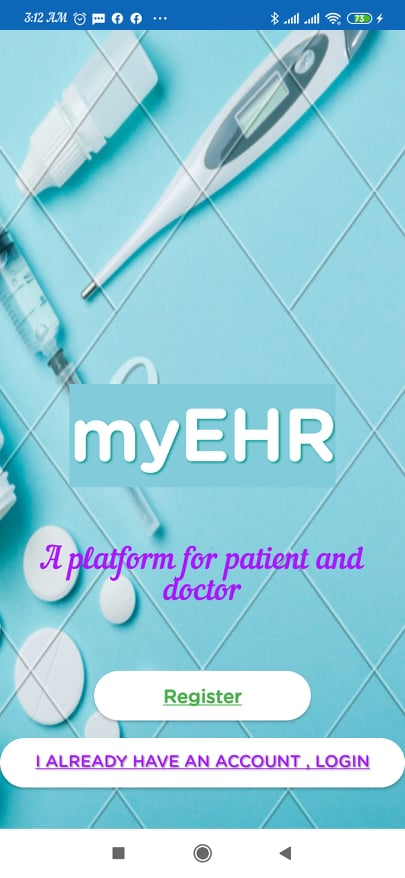 3:12 AM
73
myEHR
A platform for patient and
doctor
Register
I ALREADY HAVE AN ACCOUNT , LOGIN